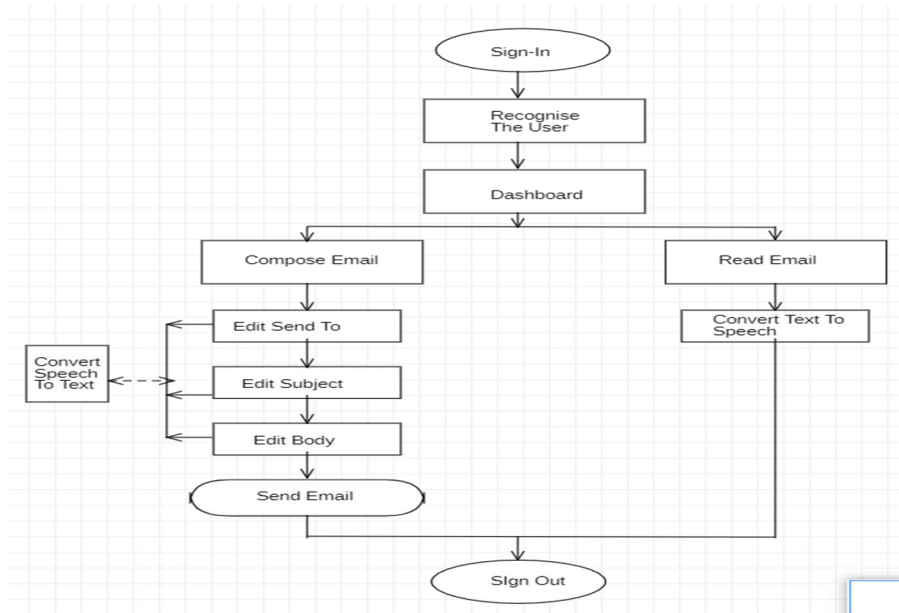 Sign-In
Recognise
The User
Dashboard
Compose Email
Read Email
Edit Send To
Convert Text To
Speech
Convert
Speech
To Text
Edit Subject
Edit Body
Send Email
SIgn Out